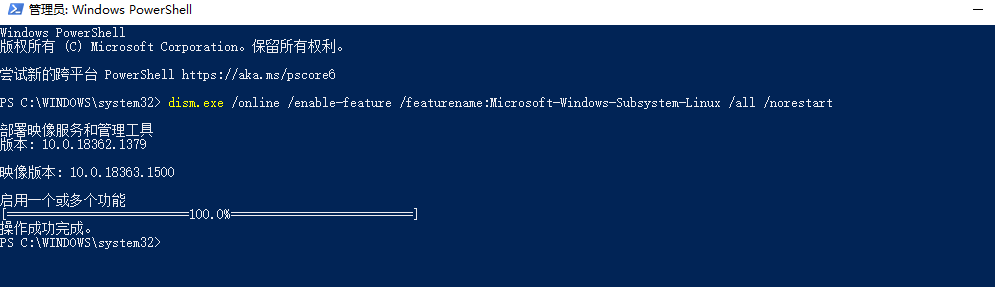 管理员: Windows PowerShell
Windows PowerShell
版权所有 (C) Microsoft Corporation。保留所有权利。
尝试新的跨平台 PowerShell https://aka.ms/pscore6
PS C:\WINDOWS\system32> dism.exe /online /enable-feature /featurename:Microsoft-Windows-Subsystem-Linux /all /norestart
部署映像服务和管理工具
版本: 10.0.18362.1379
映像版本: 10.0.18363.1500
启用一个或多个功能
[==========================100.0%==========================]
操作成功完成。
PS C:\WINDOWS\system32>